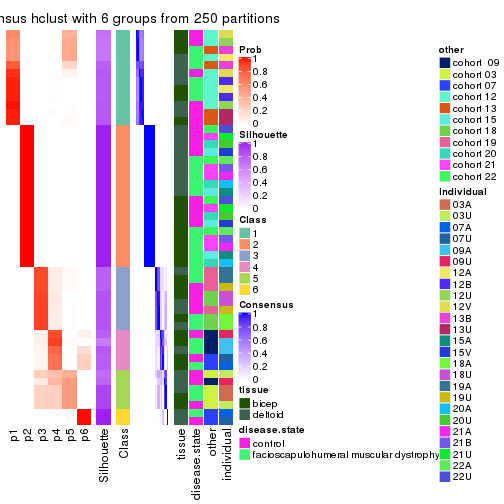 nsus hclust with 6 groups from 250 partitions
p1
p2
p3
p4
p5
p6
Silhouette
Class
tissue
disease.state
other
individual
Prob
1
0.8
0.6
0.4
0.2
0
Silhouette
1
0.8
0.6
0.4
0.2
0
Class
1
2
3
4
5
6
Consensus
1
0.8
0.6
0.4
0.2
0
tissue
bicep
deltoid
disease.state
control
facioscapulohumeral muscular dystrophy
other
cohort 09
cohort 03
cohort 07
cohort 12
cohort 13
cohort 15
cohort 18
cohort 19
cohort 20
cohort 21
cohort 22
individual
03A
03U
07A
07U
09A
09U
12A
12B
12U
12V
13B
13U
15A
15V
18A
18U
19A
19U
20A
20U
21A
21B
21U
22A
22U